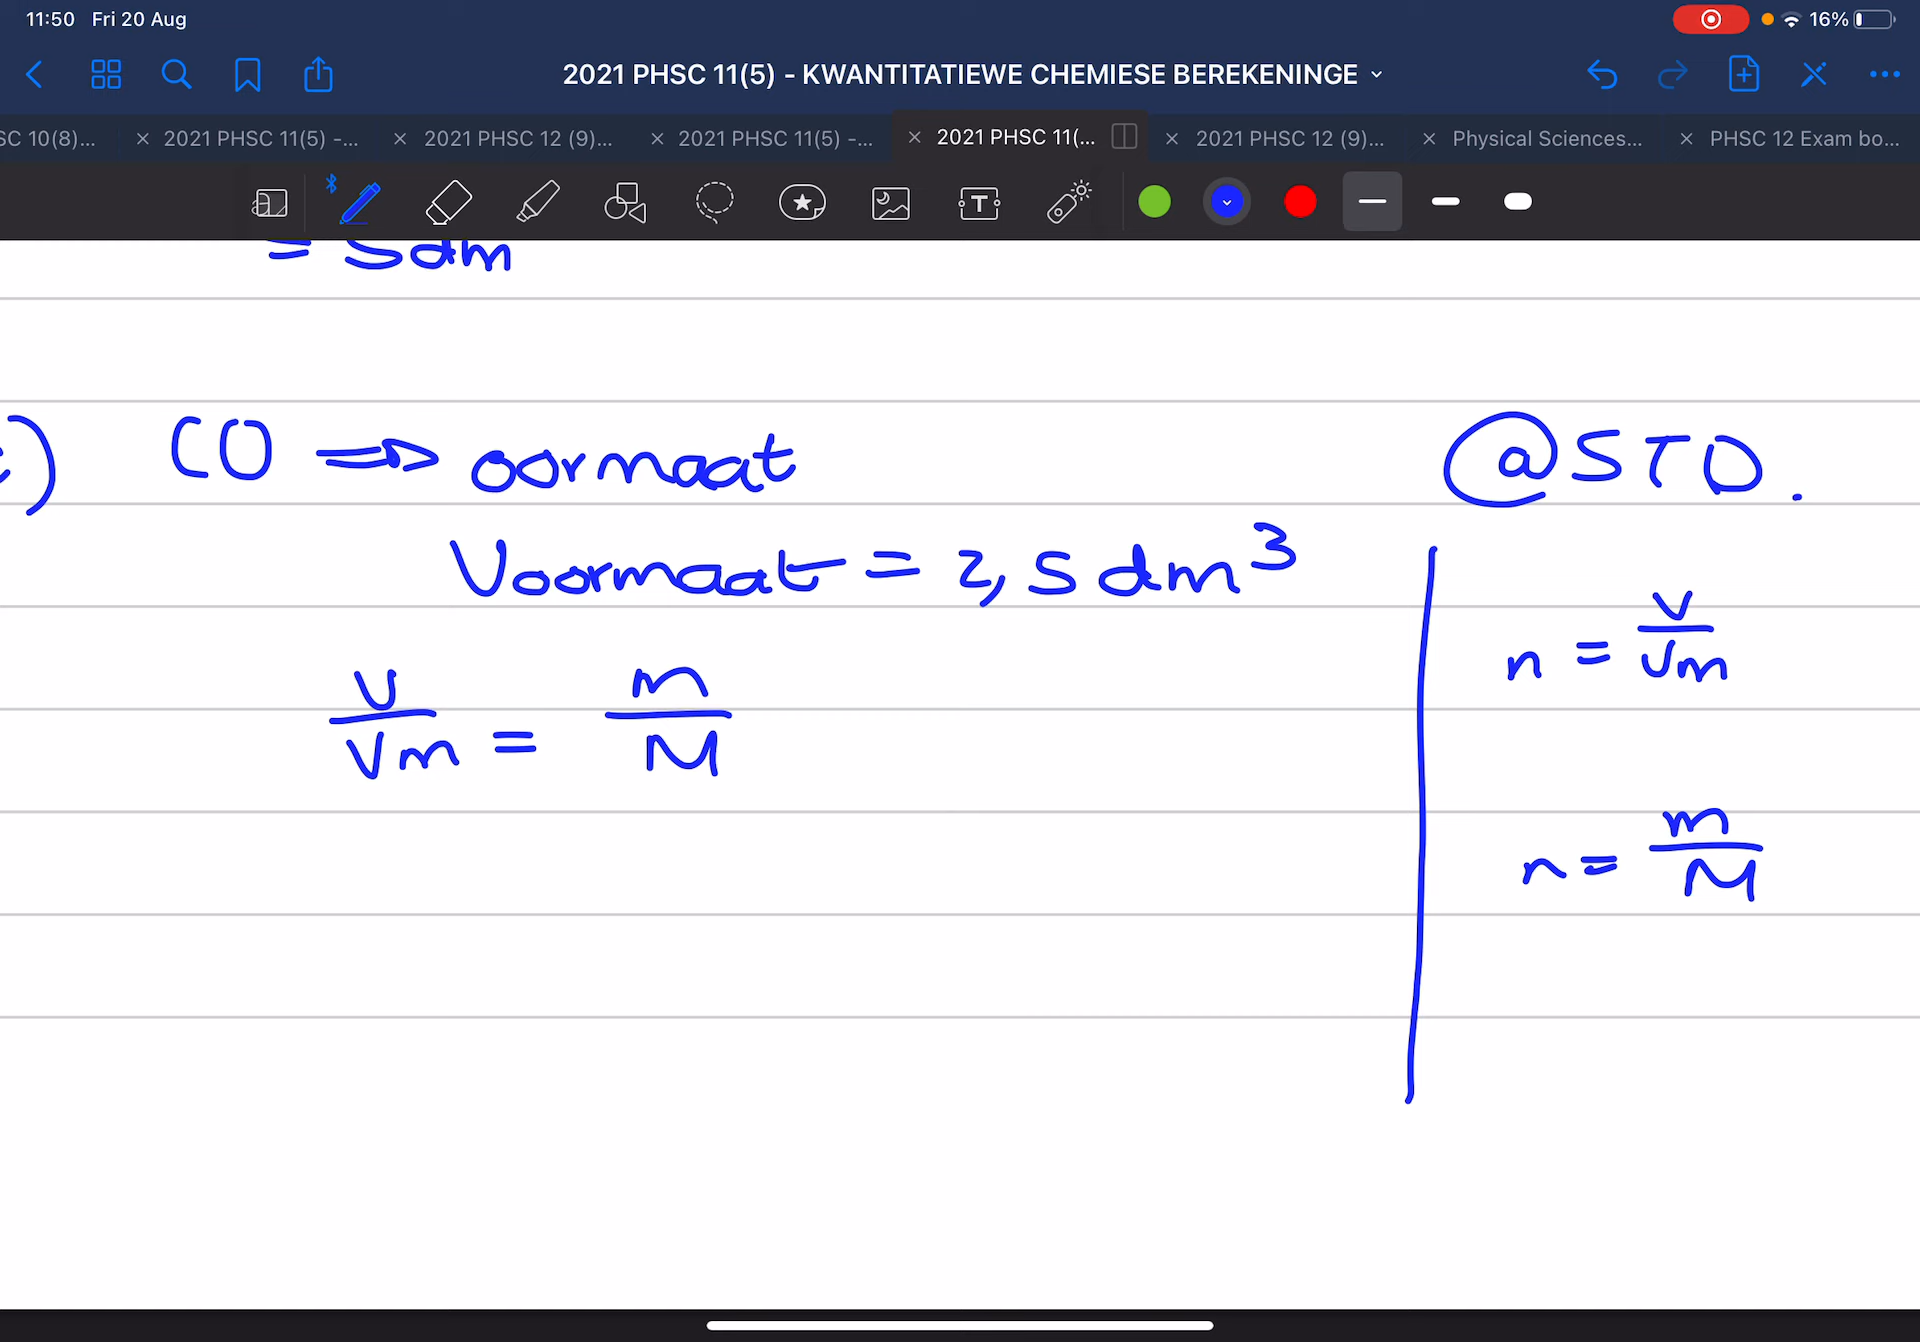 11:50 Fri 20 Aug 16%
2021 PHSC 11(5) - KWANTITATIEWE CHEMIESE BEREKENINGE
SC 10(8)... × 2021 PHSC 11(5) -... × 2021 PHSC 12 (9)... × 2021 PHSC 11(5) -... × 2021 PHSC 11(... × 2021 PHSC 12 (9)... × Physical Sciences... × PHSC 12 Exam bo...
= 5dm
) CO ⇒ oormaat @STD.
Voormaat = 2,5 dm³
V/Vm = m/M
n = V/Vm
n = m/M